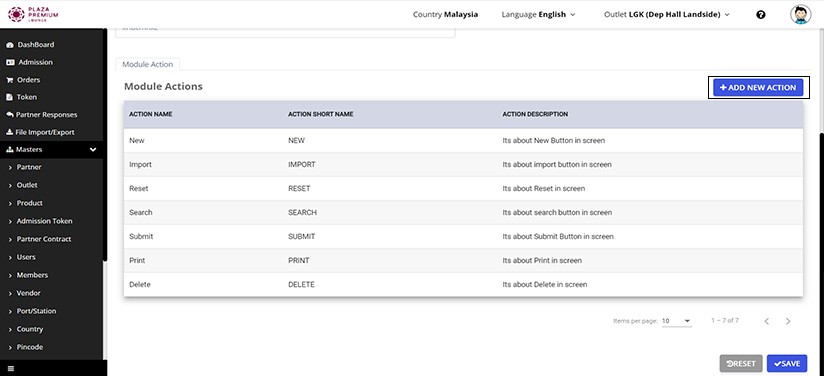 PLAZA
PREMIUM
LOUNGE
Country Malaysia
Language English
Outlet LGK (Dep Hall Landside)
DashBoard
Admission
Orders
Token
Partner Responses
File Import/Export
Masters
Partner
Outlet
Product
Admission Token
Partner Contract
Users
Members
Vendor
Port/Station
Country
Pincode
Module Action
Module Actions
+ ADD NEW ACTION
ACTION NAME ACTION SHORT NAME ACTION DESCRIPTION
New NEW Its about New Button in screen
Import IMPORT Its about import button in screen
Reset RESET Its about Reset in screen
Search SEARCH Its about search button in screen
Submit SUBMIT Its about Submit Button in screen
Print PRINT Its about Print in screen
Delete DELETE Its about Delete in screen
Items per page: 10 1 – 7 of 7
RESET SAVE